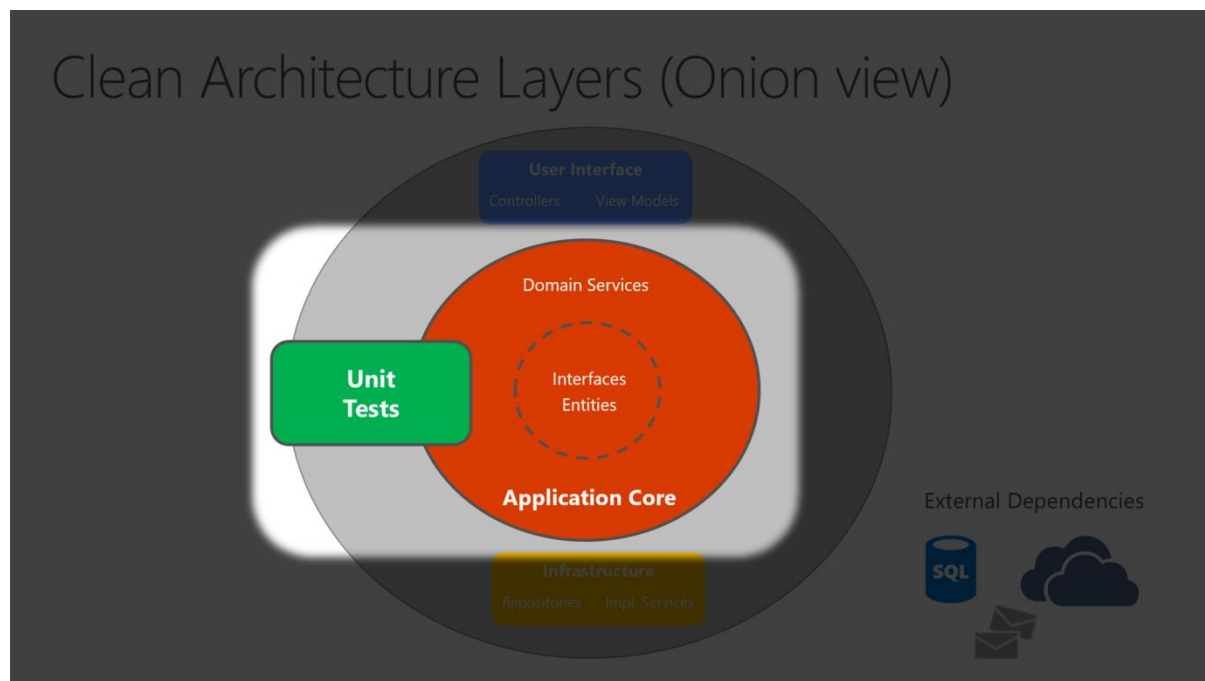 Clean Architecture Layers (Onion view)
User Interface
Controllers View Models
Domain Services
Unit
Tests
Interfaces
Entities
Application Core
External Dependencies
Infrastructure
Repositories Impl. Services
SQL